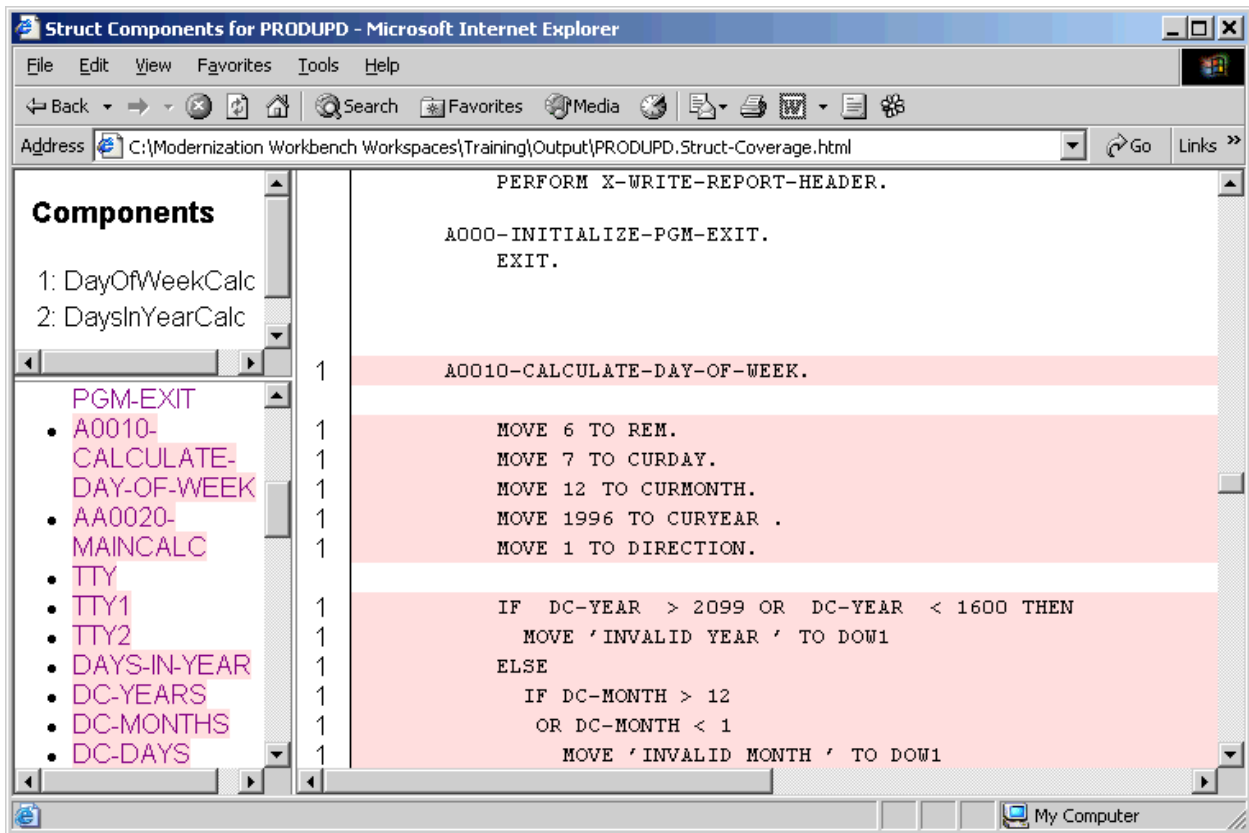 Struct Components for PRODUPD - Microsoft Internet Explorer
File Edit View Favorites Tools Help
Back Search Favorites Media
Address C:\Modernization Workbench Workspaces\Training\Output\PRODUPD.Struct-Coverage.html Go Links »
Components
1: DayOfWeekCalc
2: DaysInYearCalc
PGM-EXIT
• A0010-
CALCULATE-
DAY-OF-WEEK
• AA0020-
MAINCALC
• TTY
• TTY1
• TTY2
• DAYS-IN-YEAR
• DC-YEARS
• DC-MONTHS
• DC-DAYS
PERFORM X-WRITE-REPORT-HEADER.
A000-INITIALIZE-PGM-EXIT.
EXIT.
1 A0010-CALCULATE-DAY-OF-WEEK.
1 MOVE 6 TO REM.
1 MOVE 7 TO CURDAY.
1 MOVE 12 TO CURMONTH.
1 MOVE 1996 TO CURYEAR .
1 MOVE 1 TO DIRECTION.
1 IF DC-YEAR > 2099 OR DC-YEAR < 1600 THEN
1 MOVE 'INVALID YEAR ' TO DOW1
1 ELSE
1 IF DC-MONTH > 12
1 OR DC-MONTH < 1
1 MOVE 'INVALID MONTH ' TO DOW1
My Computer